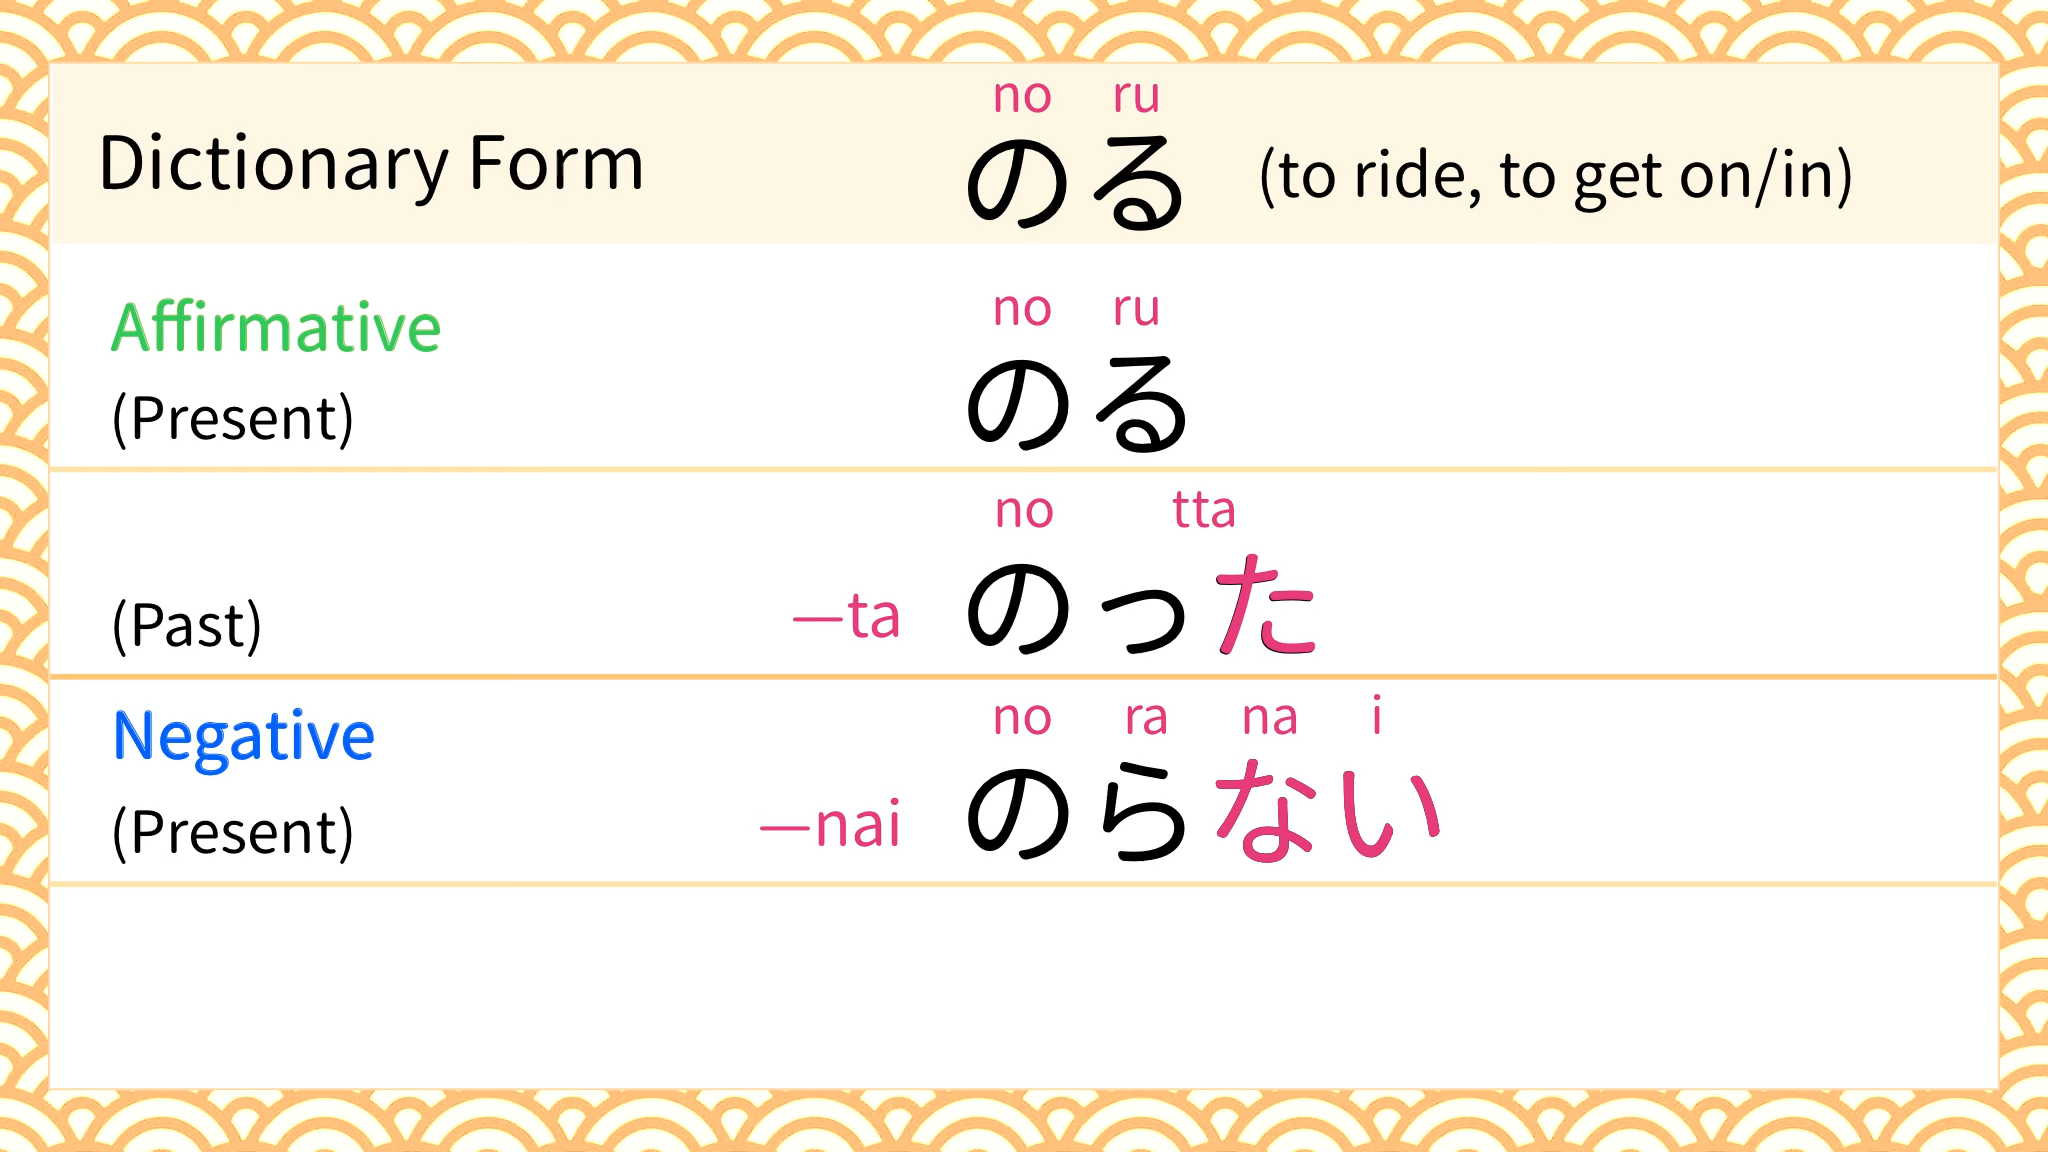 no ru
Dictionary Form のる (to ride, to get on/in)
no ru
Affirmative
(Present) のる
no tta
(Past) —ta のった
no ra na i
Negative
(Present) —nai のらない